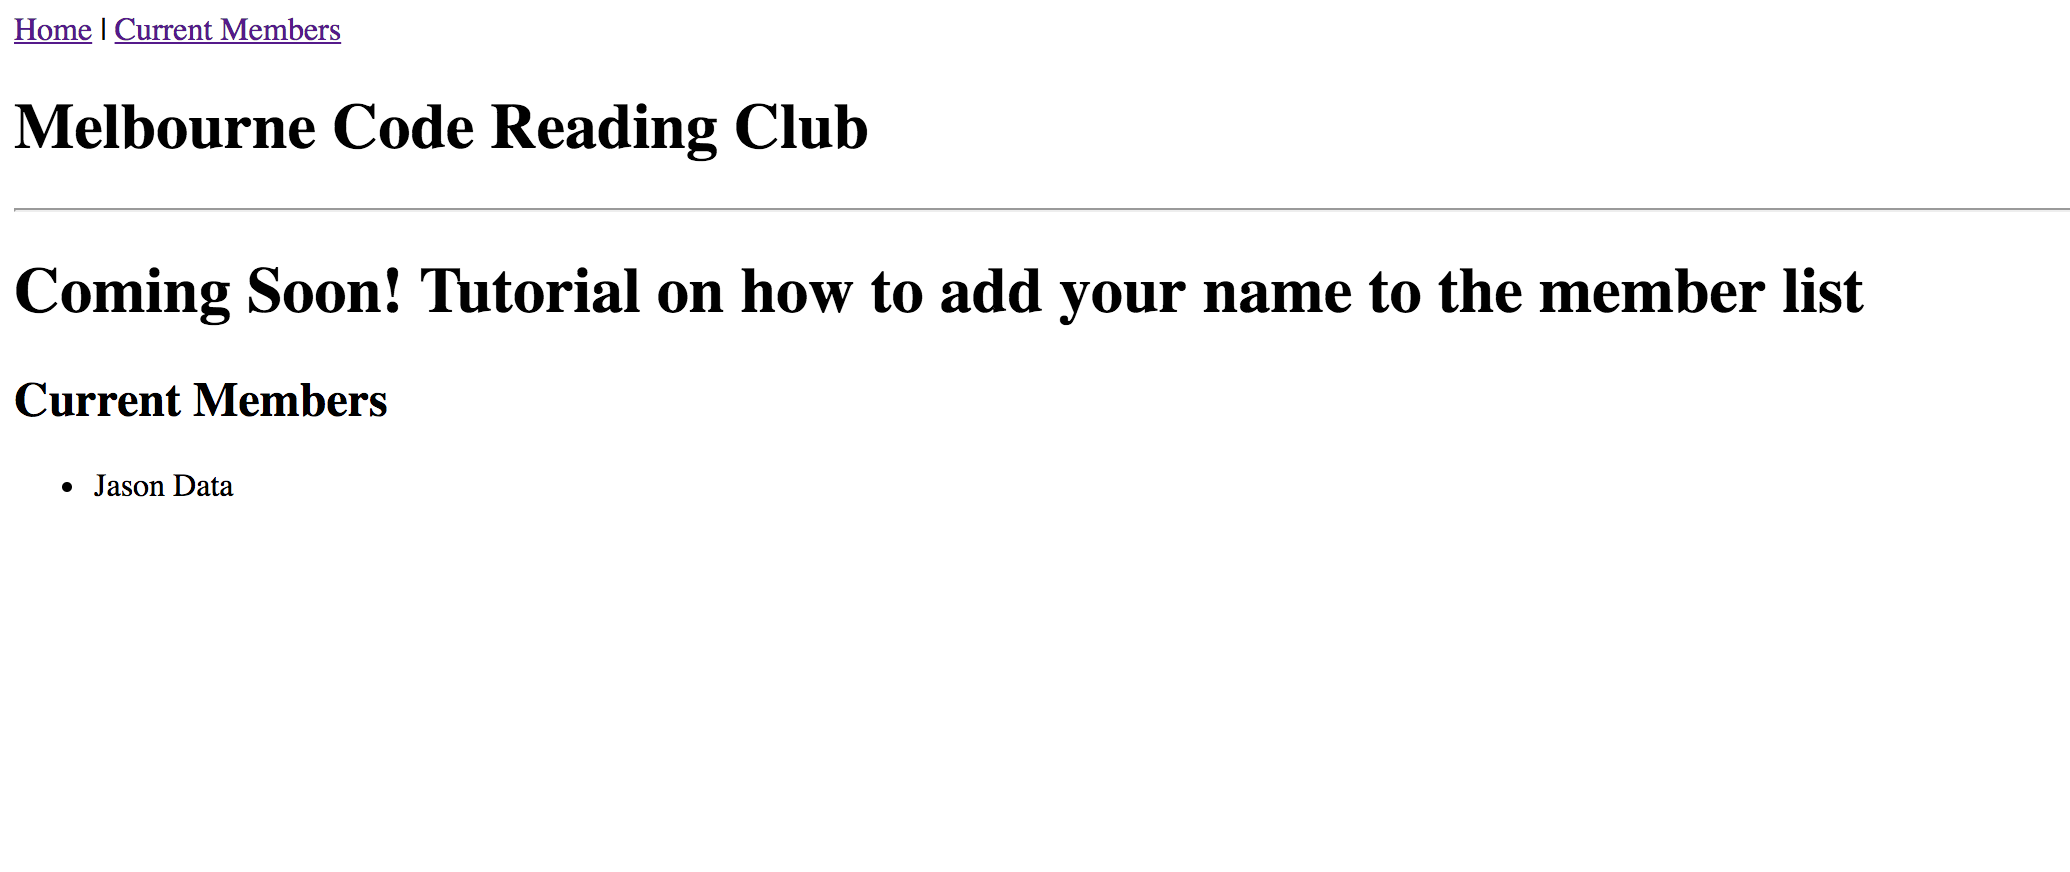 Home | Current Members
Melbourne Code Reading Club
Coming Soon! Tutorial on how to add your name to the member list
Current Members
• Jason Data